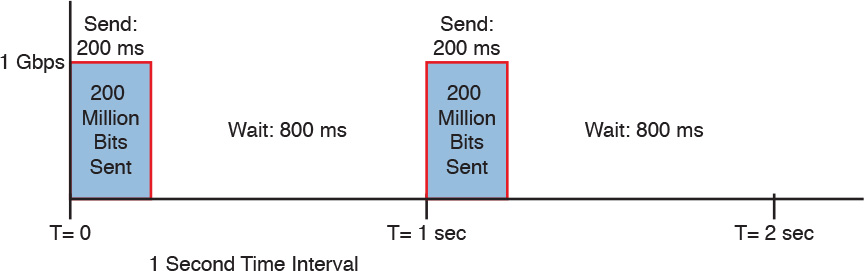 Send:
200 ms
Send:
200 ms
1 Gbps
200
Million
Bits
Sent
Wait: 800 ms
200
Million
Bits
Sent
Wait: 800 ms
T= 0
T= 1 sec
T= 2 sec
1 Second Time Interval